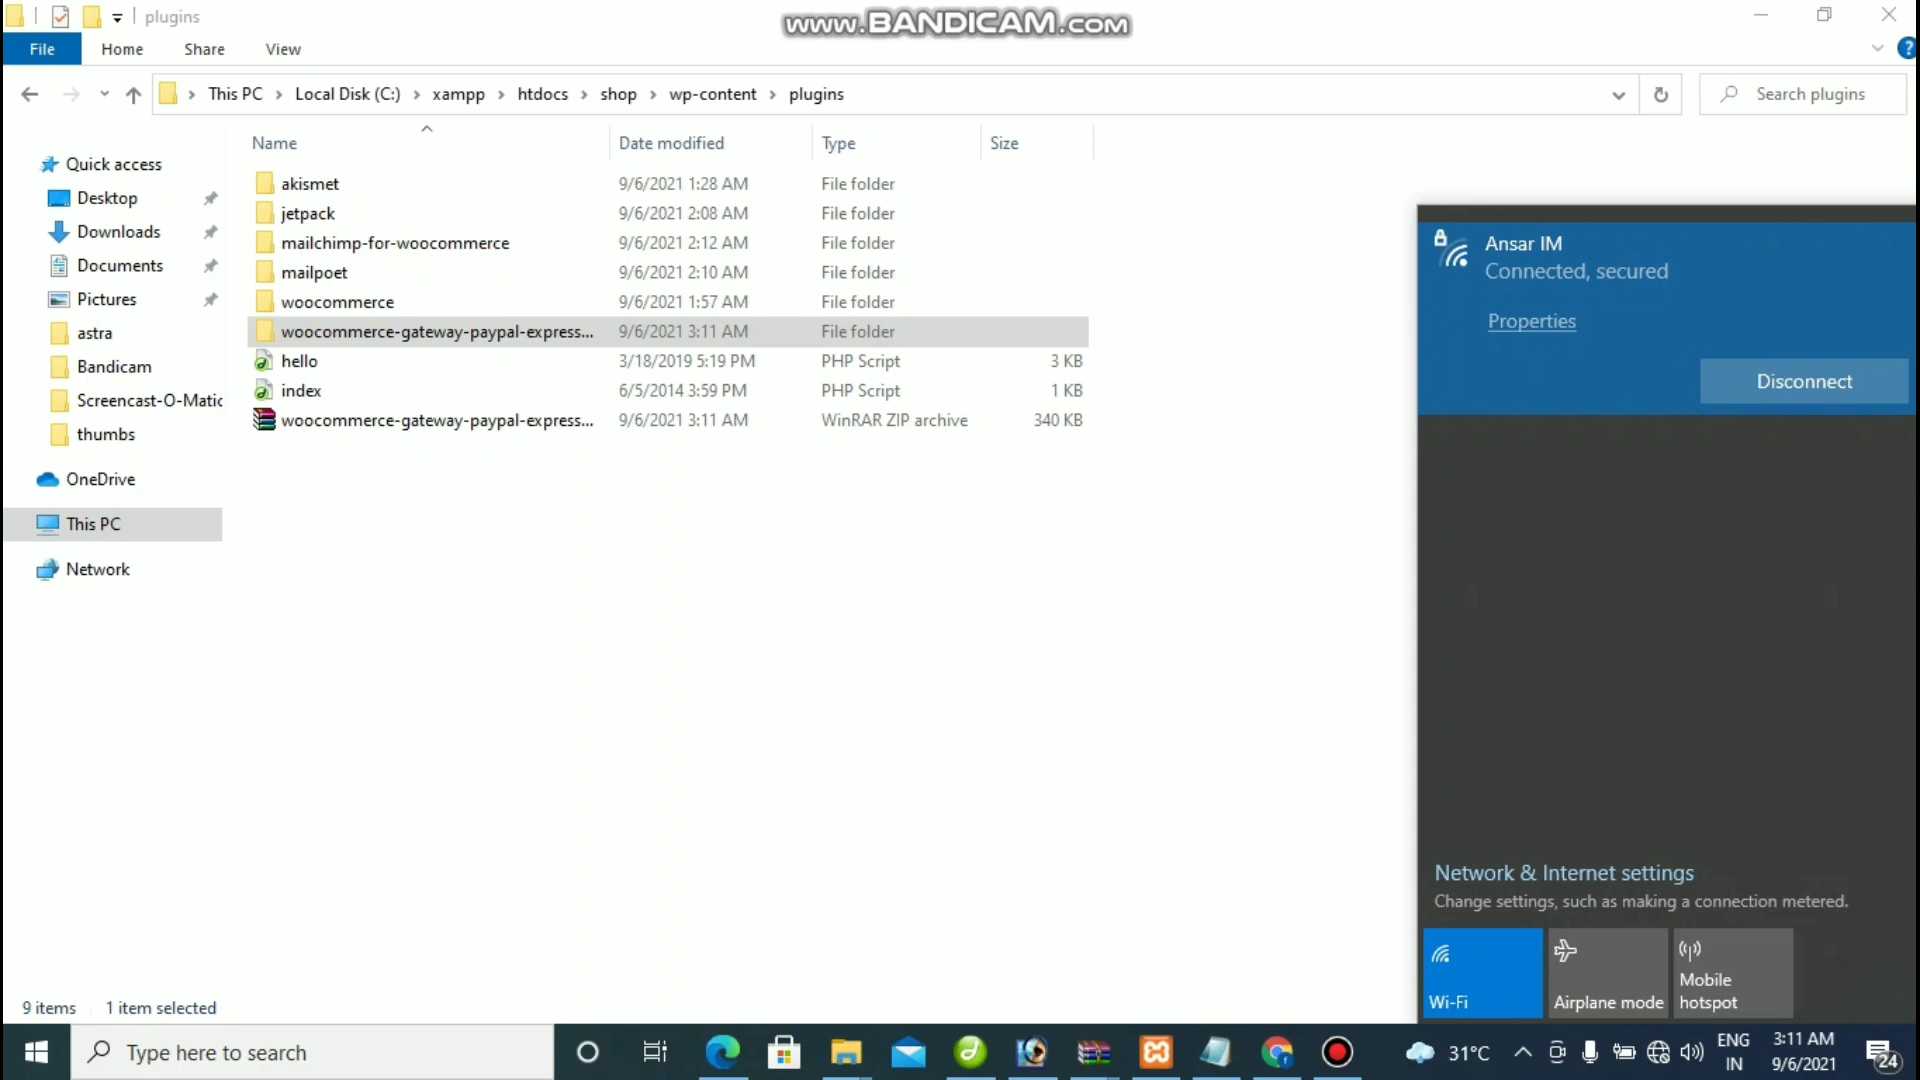 plugins
www.BANDICAM.com
File Home Share View
This PC Local Disk (C:) xampp htdocs shop wp-content plugins
Search plugins
Name Date modified Type Size
Quick access
Desktop
Downloads
Documents
Pictures
astra
Bandicam
Screencast-O-Matic
thumbs
OneDrive
This PC
Network
akismet 9/6/2021 1:28 AM File folder
jetpack 9/6/2021 2:08 AM File folder
mailchimp-for-woocommerce 9/6/2021 2:12 AM File folder
mailpoet 9/6/2021 2:10 AM File folder
woocommerce 9/6/2021 1:57 AM File folder
woocommerce-gateway-paypal-express... 9/6/2021 3:11 AM File folder
hello 3/18/2019 5:19 PM PHP Script 3 KB
index 6/5/2014 3:59 PM PHP Script 1 KB
woocommerce-gateway-paypal-express... 9/6/2021 3:11 AM WinRAR ZIP archive 340 KB
Ansar IM
Connected, secured
Properties
Disconnect
Network & Internet settings
Change settings, such as making a connection metered.
Wi-Fi
Airplane mode
Mobile
hotspot
9 items 1 item selected
Type here to search
31°C
ENG
IN
3:11 AM
9/6/2021
24